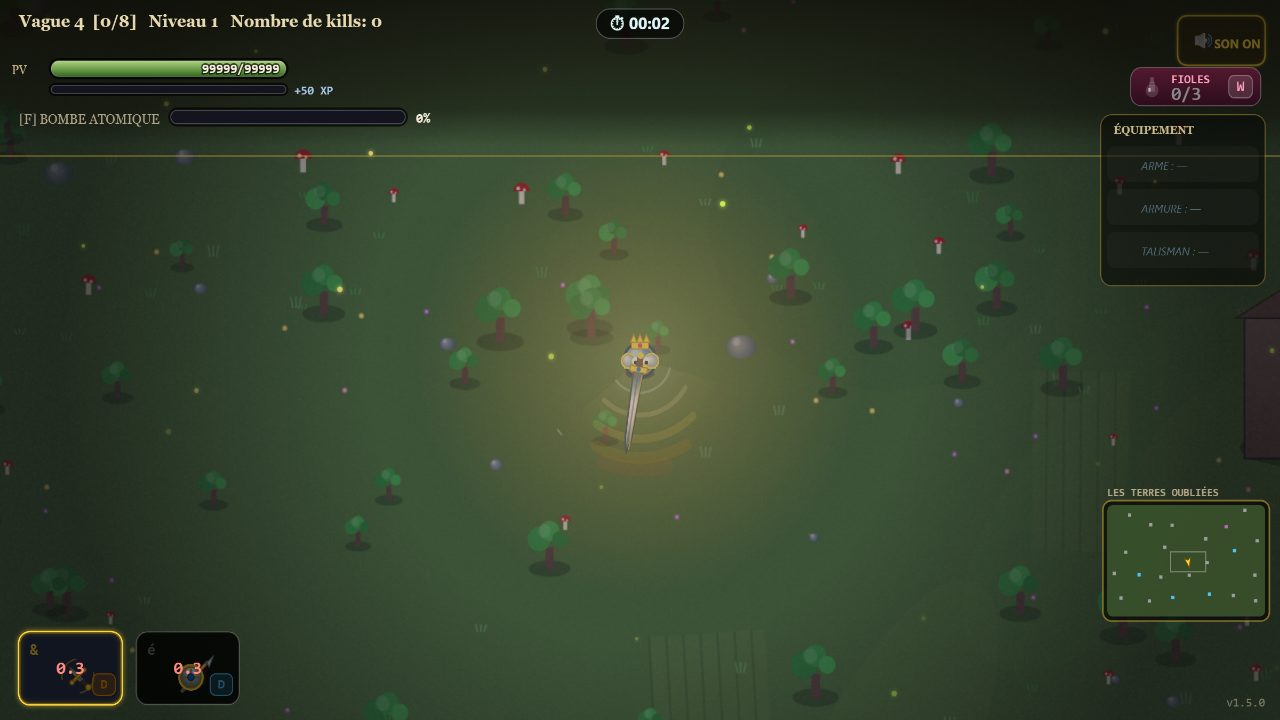 Vague 4 [0/8] Niveau 1 Nombre de kills: 0
⏱ 00:02
SON ON
PV 99999/99999
+50 XP
[F] BOMBE ATOMIQUE 0%
FIOLES
0/3 W
ÉQUIPEMENT
ARME : —
ARMURE : —
TALISMAN : —
LES TERRES OUBLIÉES
& 0.3 D
é 0.3 D
v1.5.0